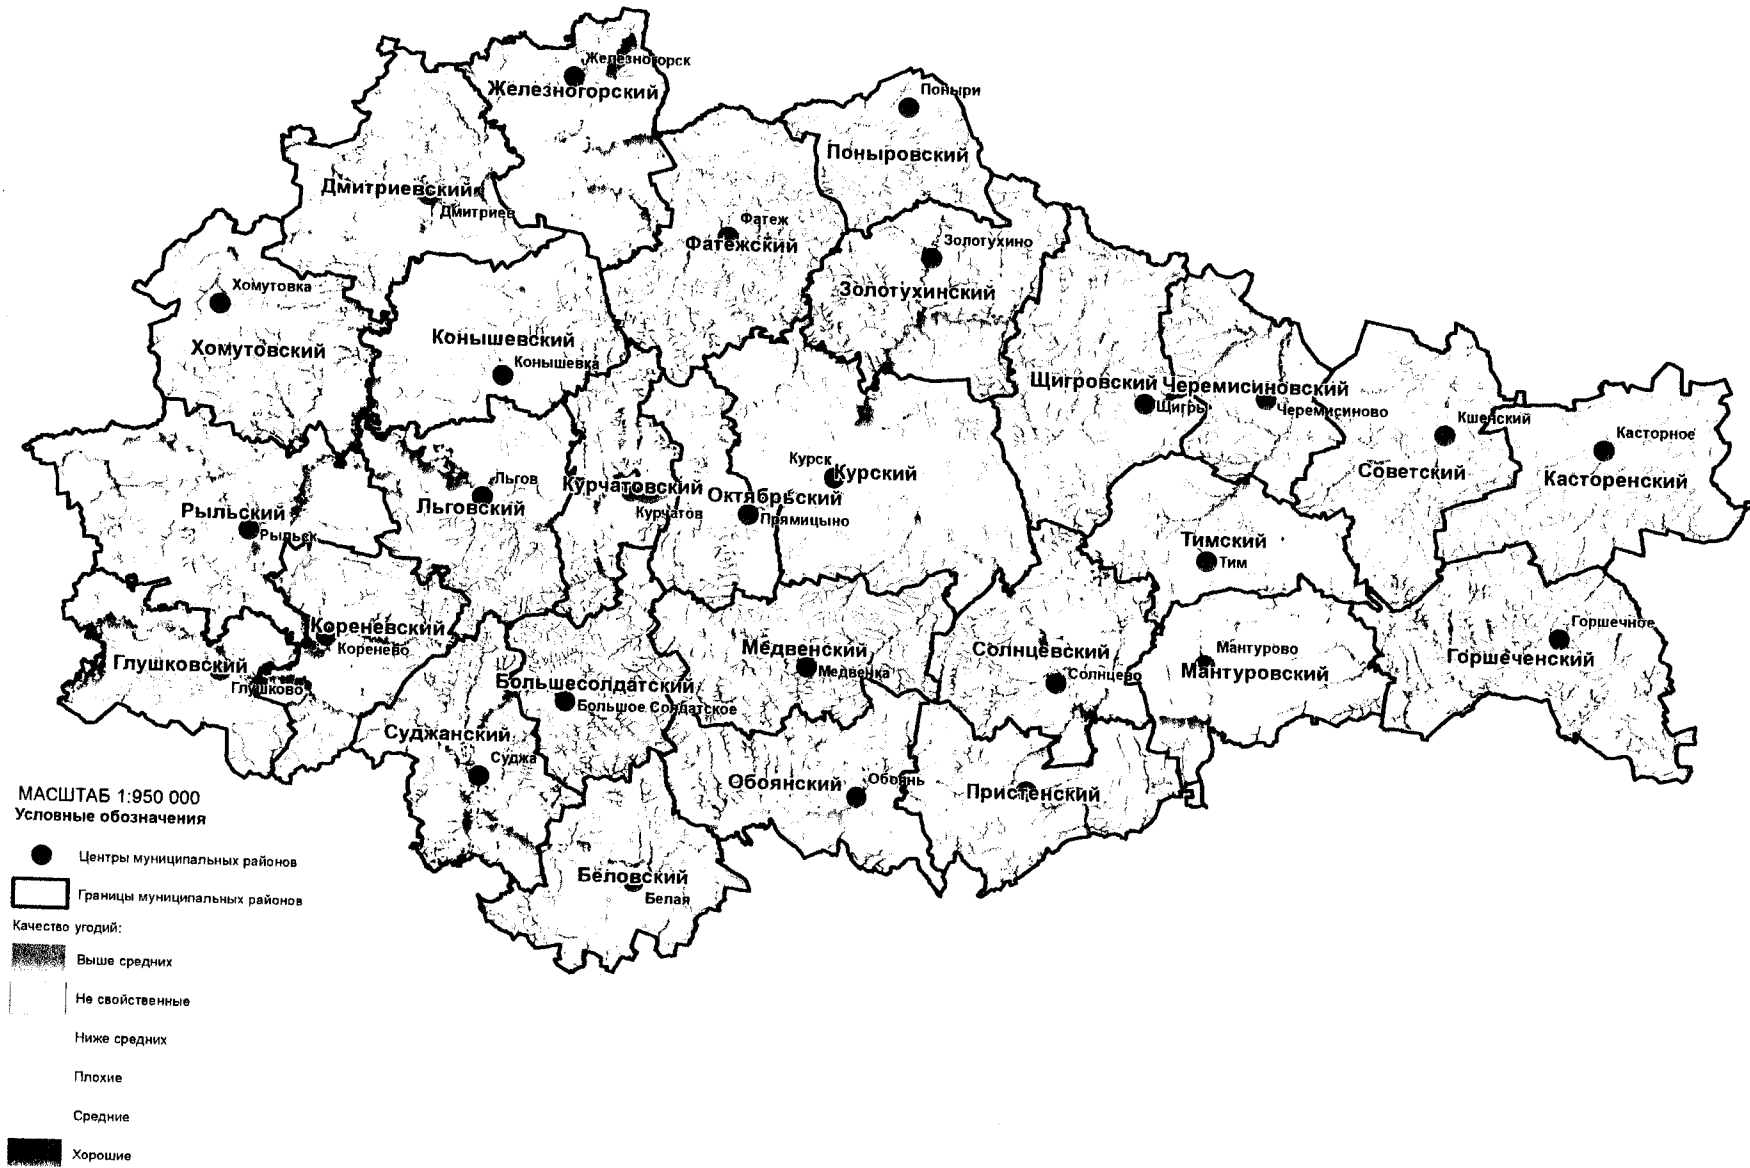 Железногорск
Железногорский
Поныри
Поныровский
Дмитриевский
Дмитриев
Фатеж
Фатежский
Золотухино
Золотухинский
Хомутовка
Хомутовский
Конышевский
Конышевка
Щигровский
Щигры
Черемисиновский
Черемисиново
Кшенский
Советский
Касторное
Касторенский
Льгов
Льговский
Курчатовский
Курчатов
Октябрьский
Прямицыно
Курск
Курский
Рыльский
Рыльск
Тимский
Тим
Кореневский
Коренево
Глушковский
Глушково
Большесолдатский
Большое Солдатское
Медвенский
Медвенка
Солнцевский
Солнцево
Мантурово
Мантуровский
Горшечное
Горшеченский
Суджанский
Суджа
Обоянский
Обоянь
Пристенский
Беловский
Белая
МАСШТАБ 1:950 000
Условные обозначения
Центры муниципальных районов
Границы муниципальных районов
Качество угодий:
Выше средних
Не свойственные
Ниже средних
Плохие
Средние
Хорошие